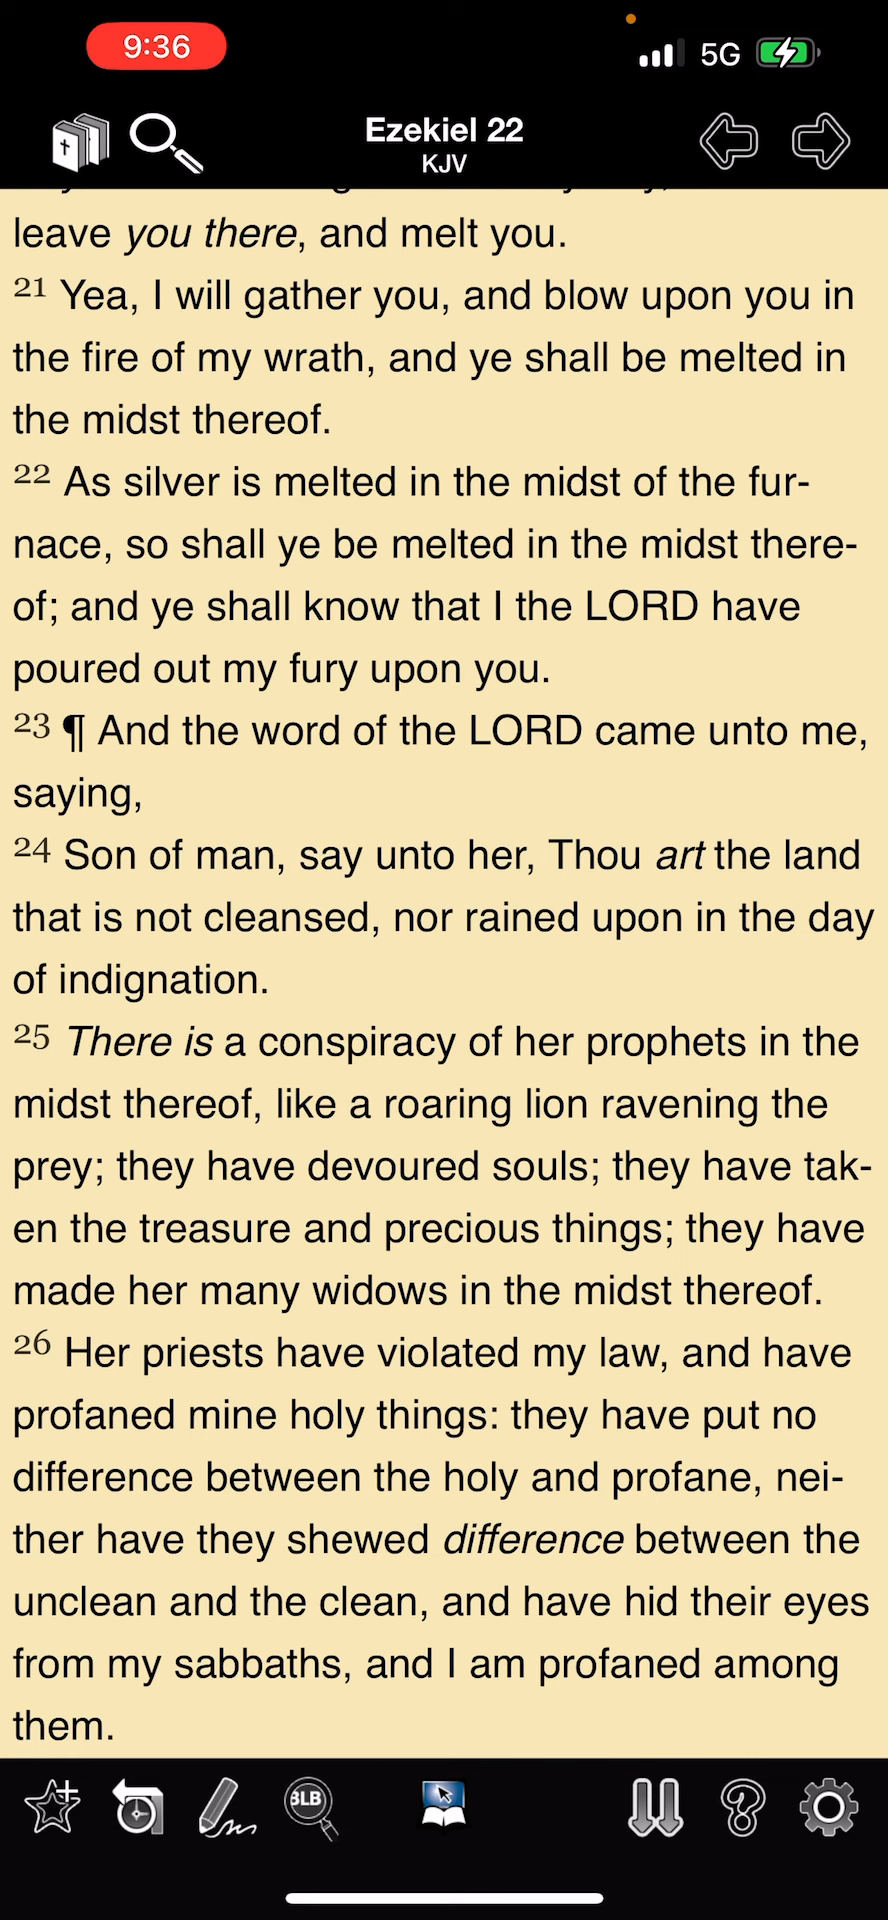 9:36
5G
Ezekiel 22
KJV
leave you there, and melt you.
21 Yea, I will gather you, and blow upon you in
the fire of my wrath, and ye shall be melted in
the midst thereof.
22 As silver is melted in the midst of the fur-
nace, so shall ye be melted in the midst there-
of; and ye shall know that I the LORD have
poured out my fury upon you.
23 ¶ And the word of the LORD came unto me,
saying,
24 Son of man, say unto her, Thou art the land
that is not cleansed, nor rained upon in the day
of indignation.
25 There is a conspiracy of her prophets in the
midst thereof, like a roaring lion ravening the
prey; they have devoured souls; they have tak-
en the treasure and precious things; they have
made her many widows in the midst thereof.
26 Her priests have violated my law, and have
profaned mine holy things: they have put no
difference between the holy and profane, nei-
ther have they shewed difference between the
unclean and the clean, and have hid their eyes
from my sabbaths, and I am profaned among
them.
BLB